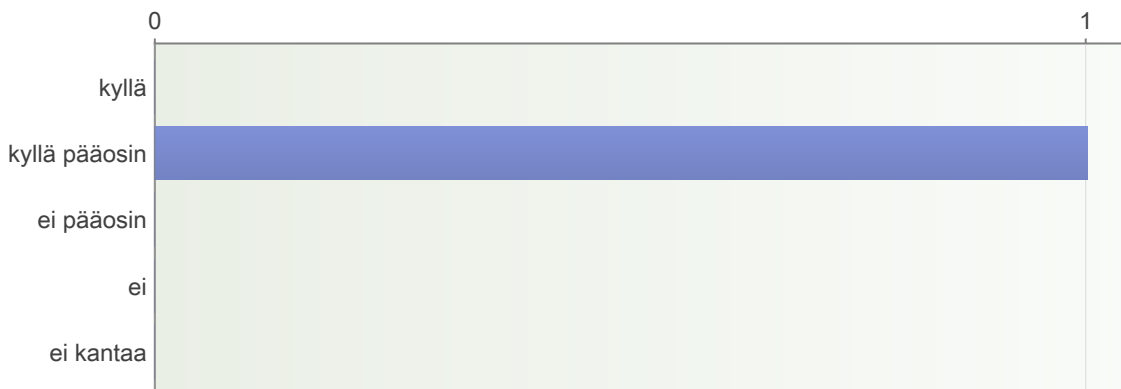 0 1
kyllä
kyllä pääosin
ei pääosin
ei
ei kantaa